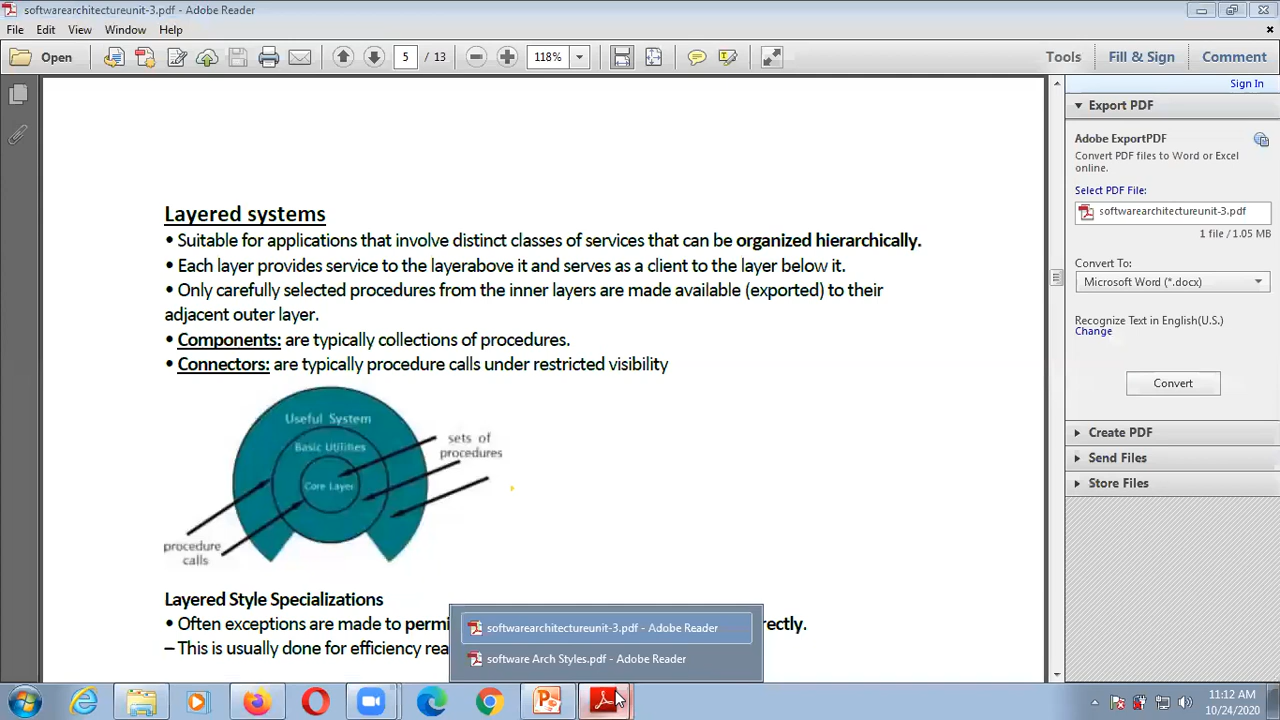 softwarearchitectureunit-3.pdf - Adobe Reader
File Edit View Window Help
Open 5 / 13 118% Tools Fill & Sign Comment
Sign In
Export PDF
Adobe ExportPDF
Convert PDF files to Word or Excel
online.
Select PDF File:
softwarearchitectureunit-3.pdf
1 file / 1.05 MB
Convert To:
Microsoft Word (*.docx)
Recognize Text in English(U.S.)
Change
Convert
Create PDF
Send Files
Store Files
Layered systems
• Suitable for applications that involve distinct classes of services that can be organized hierarchically.
• Each layer provides service to the layerabove it and serves as a client to the layer below it.
• Only carefully selected procedures from the inner layers are made available (exported) to their
adjacent outer layer.
• Components: are typically collections of procedures.
• Connectors: are typically procedure calls under restricted visibility
Useful System
Basic Utilities
Core Layer
sets of
procedures
procedure
calls
Layered Style Specializations
• Often exceptions are made to permi rectly.
– This is usually done for efficiency rea
softwarearchitectureunit-3.pdf - Adobe Reader
software Arch Styles.pdf - Adobe Reader
11:12 AM
10/24/2020